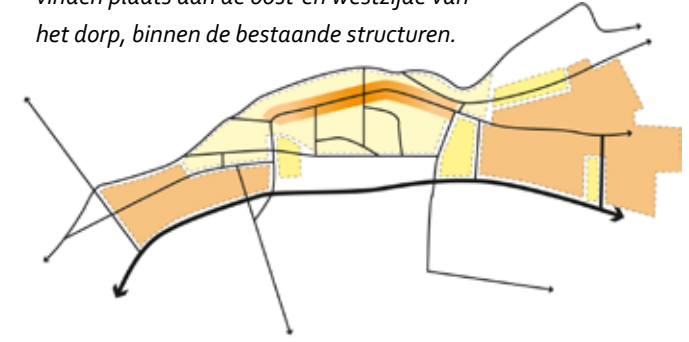 vinden plaats aan de oost-en westzijde van
het dorp, binnen de bestaande structuren.